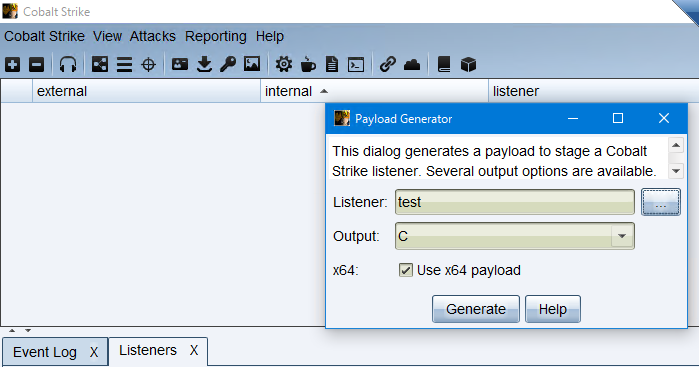 Cobalt Strike
Cobalt Strike View Attacks Reporting Help
external internal listener
Payload Generator
This dialog generates a payload to stage a Cobalt
Strike listener. Several output options are available.
Listener: test ...
Output: C
x64: Use x64 payload
Generate Help
Event Log X Listeners X